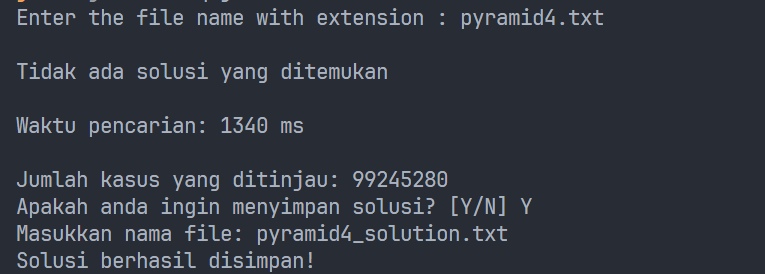 Enter the file name with extension : pyramid4.txt
Tidak ada solusi yang ditemukan
Waktu pencarian: 1340 ms
Jumlah kasus yang ditinjau: 99245280
Apakah anda ingin menyimpan solusi? [Y/N] Y
Masukkan nama file: pyramid4_solution.txt
Solusi berhasil disimpan!